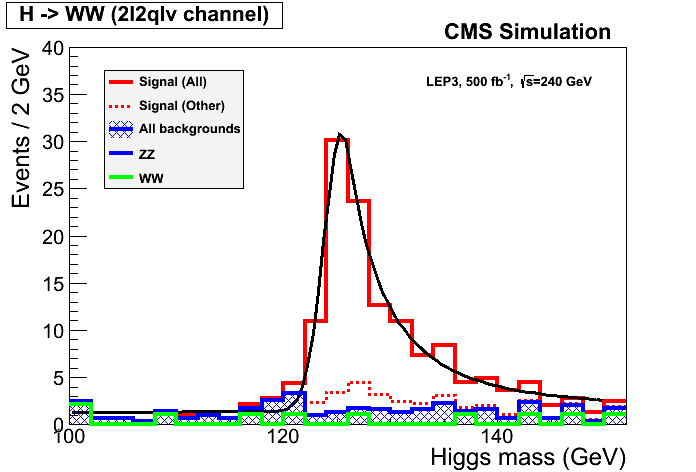 H -> WW (2l2qlv channel)
CMS Simulation
Events / 2 GeV
40
35
30
25
20
15
10
5
0
Signal (All)
Signal (Other)
All backgrounds
ZZ
WW
LEP3, 500 fb⁻¹, √s=240 GeV
100
120
140
Higgs mass (GeV)